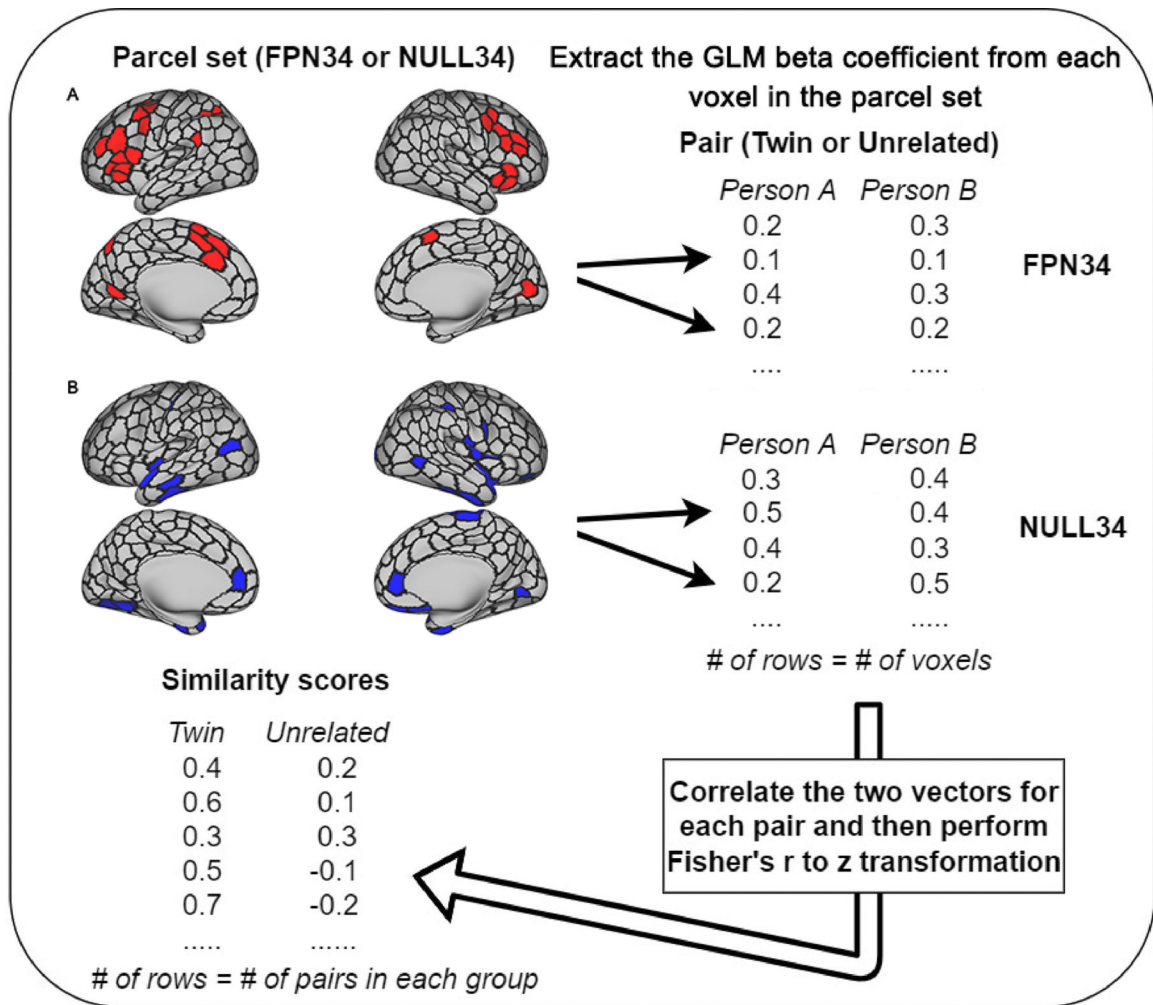 Parcel set (FPN34 or NULL34)
A
B
Extract the GLM beta coefficient from each
voxel in the parcel set
Pair (Twin or Unrelated)
Person A Person B
0.2 0.3
0.1 0.1
0.4 0.3
0.2 0.2
.... .....
FPN34
Person A Person B
0.3 0.4
0.5 0.4
0.4 0.3
0.2 0.5
.... .....
NULL34
# of rows = # of voxels
Correlate the two vectors for
each pair and then perform
Fisher's r to z transformation
Similarity scores
Twin Unrelated
0.4 0.2
0.6 0.1
0.3 0.3
0.5 -0.1
0.7 -0.2
..... ......
# of rows = # of pairs in each group